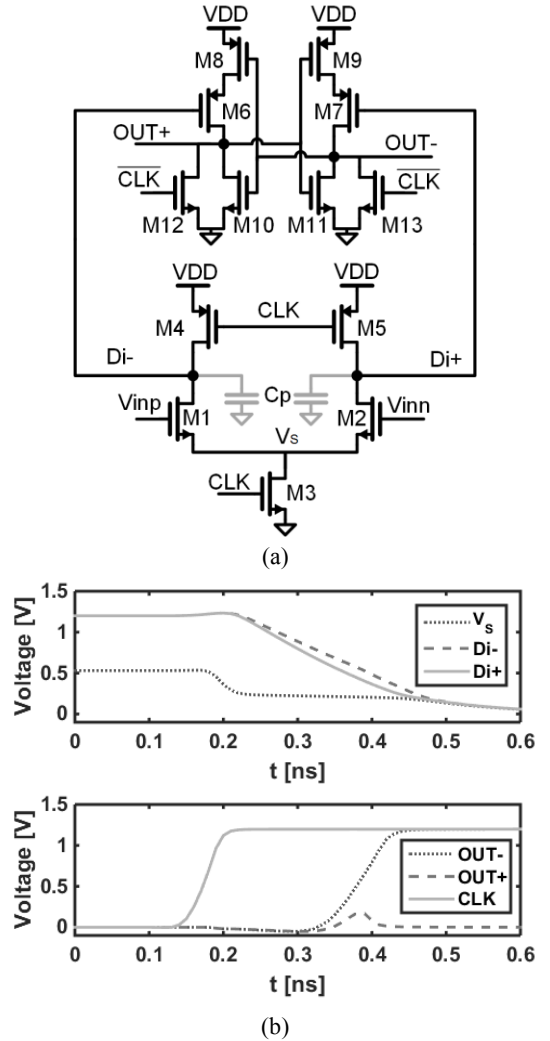 (a)
VDD VDD
M8 M9
M6 M7
OUT+ OUT-
CLK CLK
M12 M10 M11 M13
VDD VDD
M4 CLK M5
Di- Di+
Cp
Vinp M1 M2 Vinn
Vs
CLK M3
(a)
Voltage [V]
1.5
1
0.5
0
Vs
Di-
Di+
0 0.1 0.2 0.3 0.4 0.5 0.6
t [ns]
Voltage [V]
1.5
1
0.5
0
OUT-
OUT+
CLK
0 0.1 0.2 0.3 0.4 0.5 0.6
t [ns]
(b)